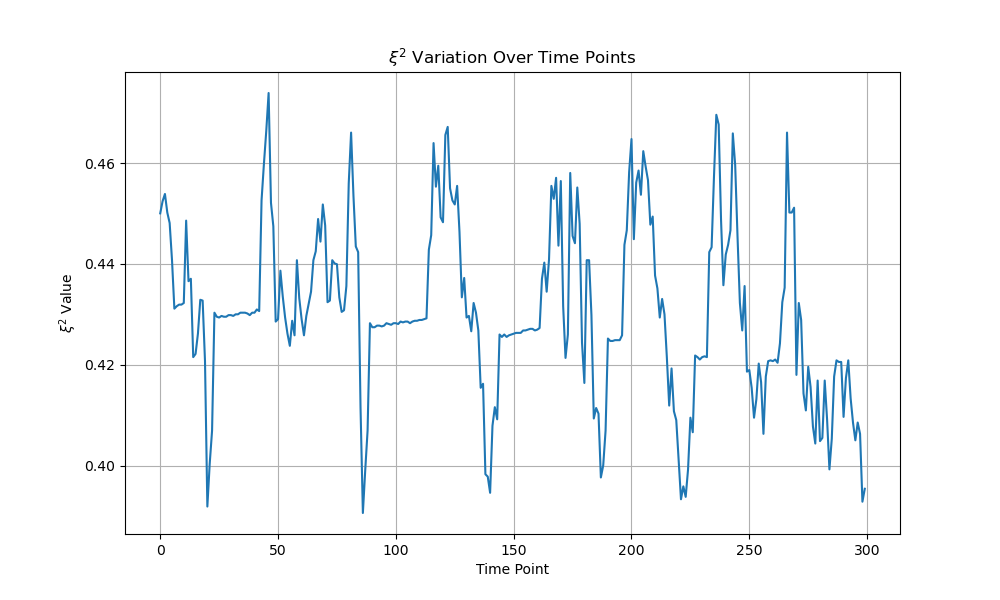 ξ² Variation Over Time Points
ξ² Value
0.46
0.44
0.42
0.40
0 50 100 150 200 250 300
Time Point